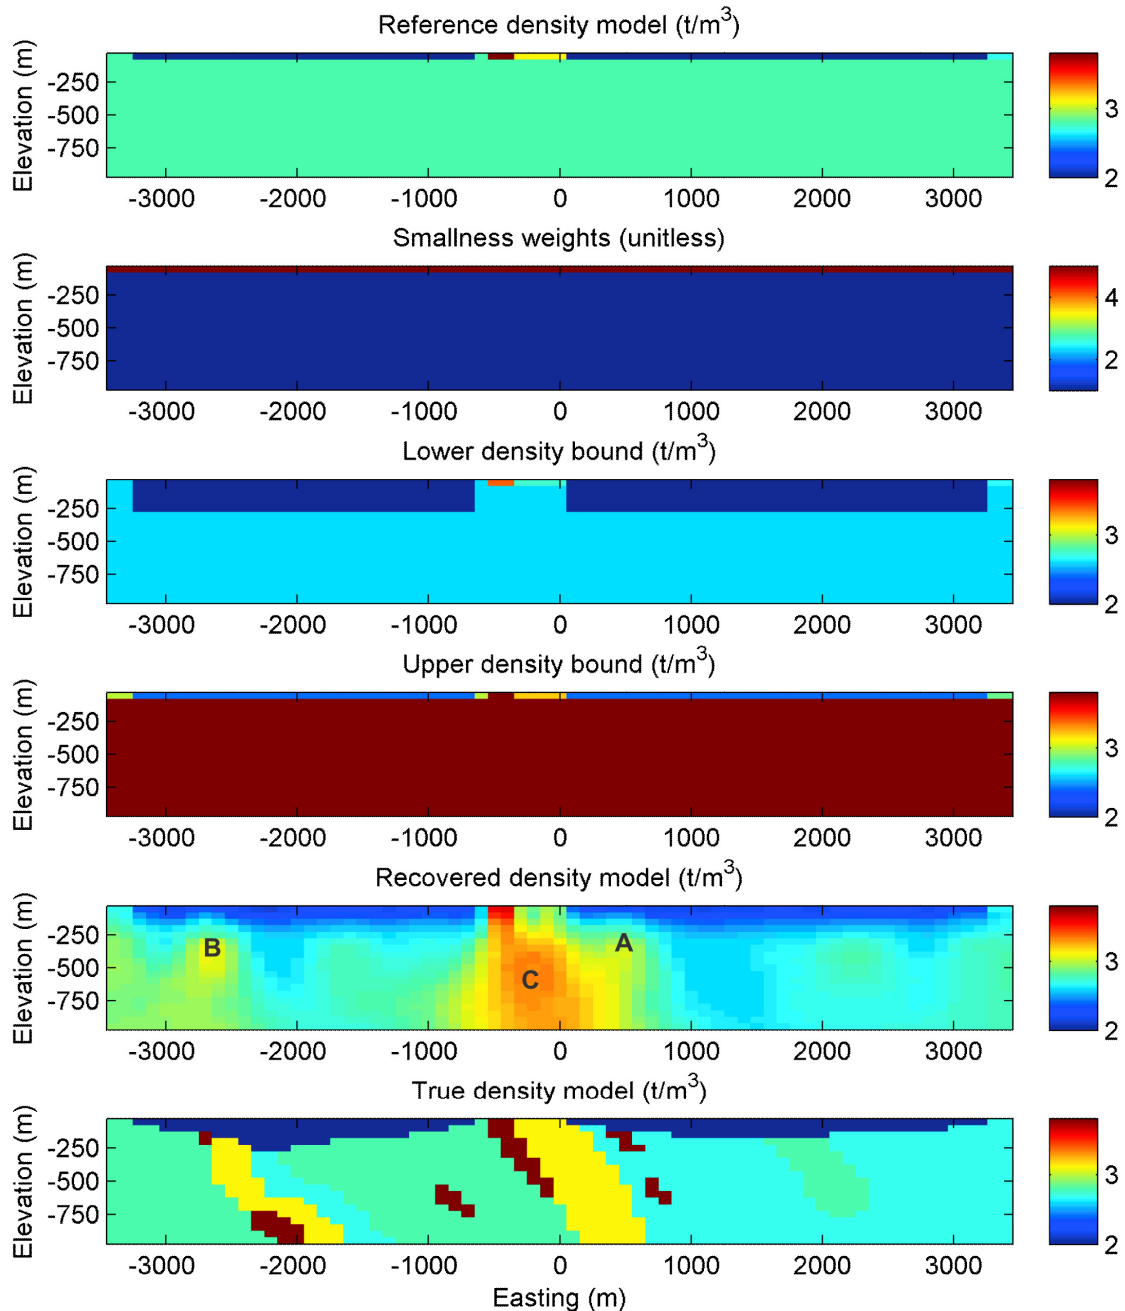 Reference density model (t/m³)
Elevation (m)
-250
-500
-750
-3000 -2000 -1000 0 1000 2000 3000
3
2
Smallness weights (unitless)
Elevation (m)
-250
-500
-750
-3000 -2000 -1000 0 1000 2000 3000
4
2
Lower density bound (t/m³)
Elevation (m)
-250
-500
-750
-3000 -2000 -1000 0 1000 2000 3000
3
2
Upper density bound (t/m³)
Elevation (m)
-250
-500
-750
-3000 -2000 -1000 0 1000 2000 3000
3
2
Recovered density model (t/m³)
Elevation (m)
-250
-500
-750
B
A
C
-3000 -2000 -1000 0 1000 2000 3000
3
2
True density model (t/m³)
Elevation (m)
-250
-500
-750
-3000 -2000 -1000 0 1000 2000 3000
3
2
Easting (m)